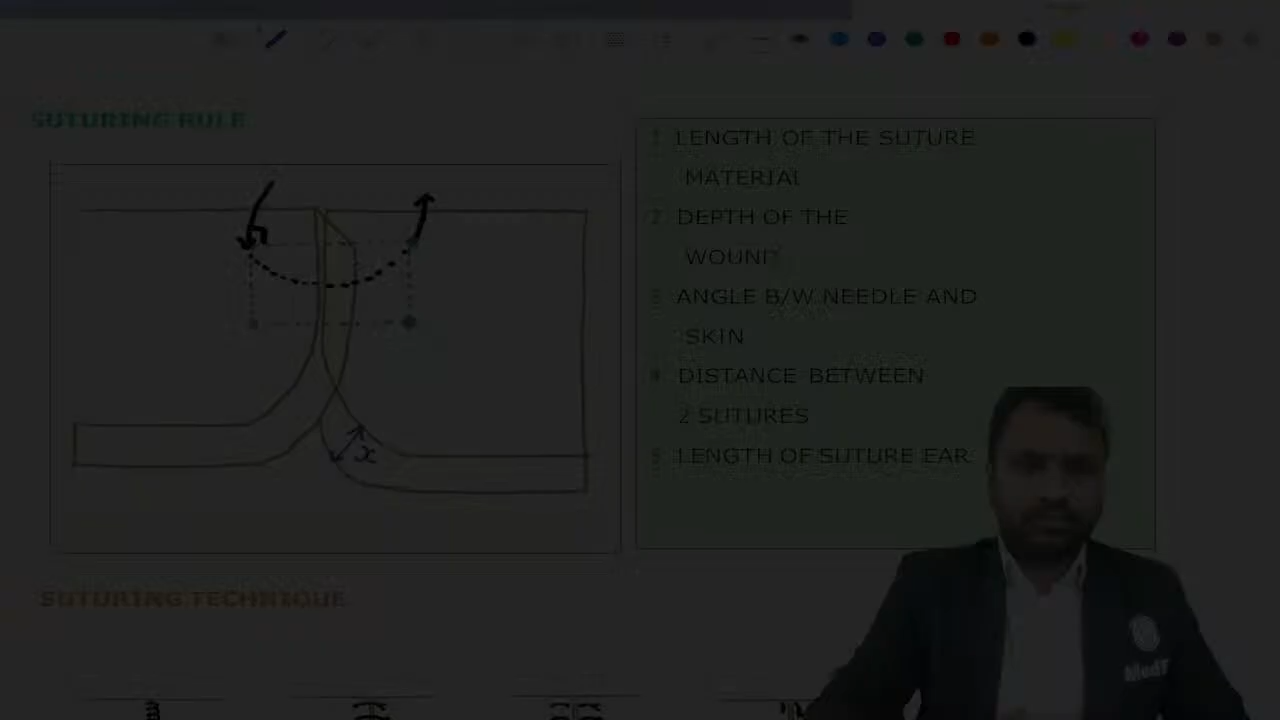 SUTURING RULE
1 LENGTH OF THE SUTURE
MATERIAL
2 DEPTH OF THE
WOUND
3 ANGLE B/W NEEDLE AND
SKIN
4 DISTANCE BETWEEN
2 SUTURES
5 LENGTH OF SUTURE EAR
x
SUTURING TECHNIQUE